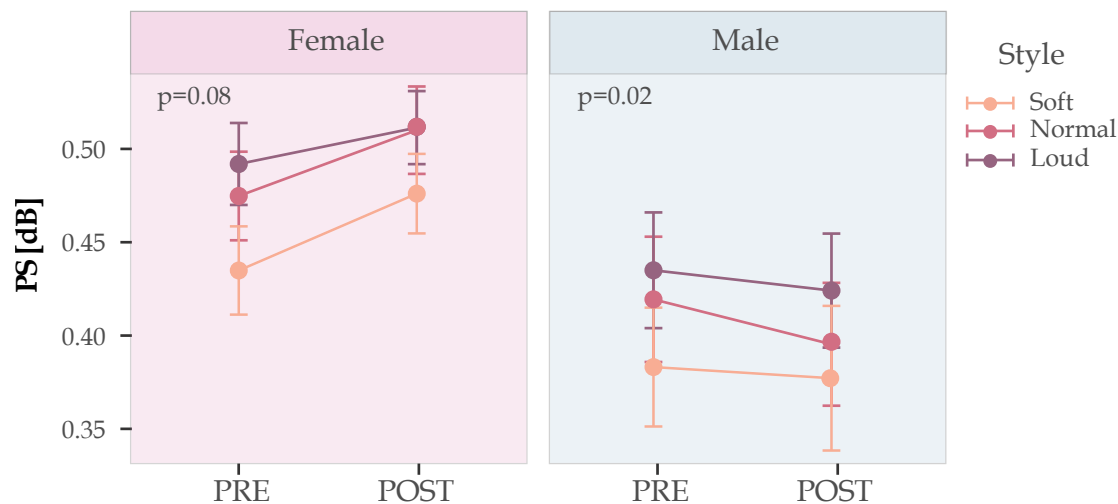 Female
Male
Style
Soft
Normal
Loud
p=0.08
p=0.02
PS [dB]
0.50
0.45
0.40
0.35
PRE
POST
PRE
POST